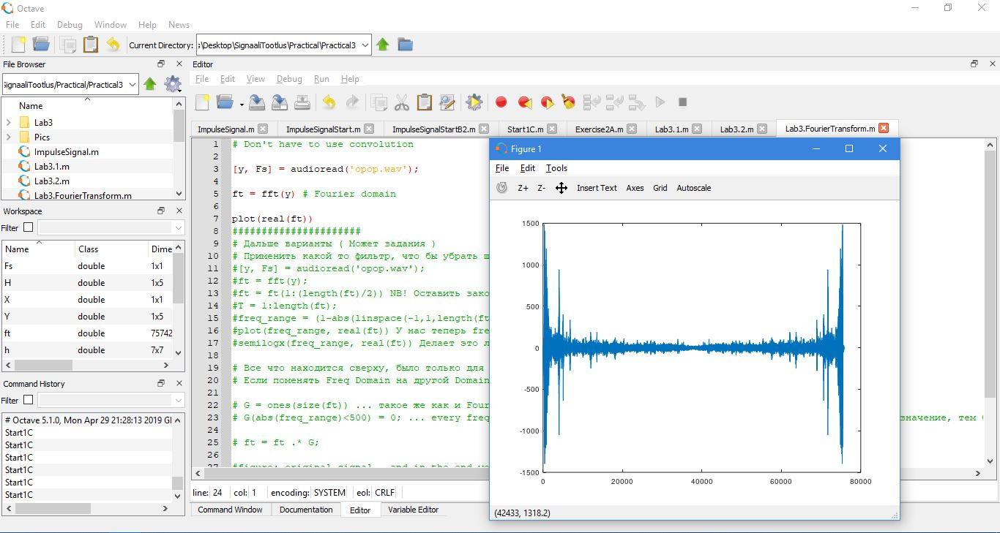 Octave
File Edit Debug Window Help News
Current Directory: s\Desktop\SignaaliTootlus\Practical\Practical3
File Browser
Editor
File Edit View Debug Run Help
SignaaliTootlus/Practical/Practical3
Name
Lab3
Pics
ImpulseSignal.m
Lab3.1.m
Lab3.2.m
Lab3.FourierTransform.m
Workspace
Filter
Name Class Dime
Fs double 1x1
H double 1x5
X double 1x1
Y double 1x5
ft double 75742
h double 7x7
Command History
Filter
# Octave 5.1.0, Mon Apr 29 21:28:13 2019 GI
Start1C
Start1C
Start1C
Start1C
Start1C
Start1C
ImpulseSignal.m ImpulseSignalStart.m ImpulseSignalStartB2.m Start1C.m Exercise2A.m Lab3.1.m Lab3.2.m Lab3.FourierTransform.m
1 # Don't have to use convolution
2
3 [y, Fs] = audioread('opop.wav');
4
5 ft = fft(y) # Fourier domain
6
7 plot(real(ft))
8 ######################
9 # Дальше варианты ( Может задания )
10 # Применить какой то фильтр, что бы убрать ш
11 #[y, Fs] = audioread('opop.wav');
12 #ft = fft(y);
13 #ft = ft(1:(length(ft)/2)) NB! Оставить зако
14 #T = 1:length(ft);
15 #freq_range = (1-abs(linspace(-1,1,length(ft
16 #plot(freq_range, real(ft)) У нас теперь fre
17 #semilogx(freq_range, real(ft)) Делает это л
18
19 # Все что находится сверху, было только для
20 # Если поменять Freq Domain на другой Domain
21
22 # G = ones(size(ft)) ... такое же как и Four
23 # G(abs(freq_range)<500) = 0; ... every freq значение, тем
24
25 # ft = ft .* G;
26
27 #figure; original signal
line: 24 col: 1 encoding: SYSTEM eol: CRLF
Command Window Documentation Editor Variable Editor
Figure 1
File Edit Tools
Z+ Z- Insert Text Axes Grid Autoscale
1500
1000
500
0
-500
-1000
-1500
0 20000 40000 60000 80000
(42433, 1318.2)